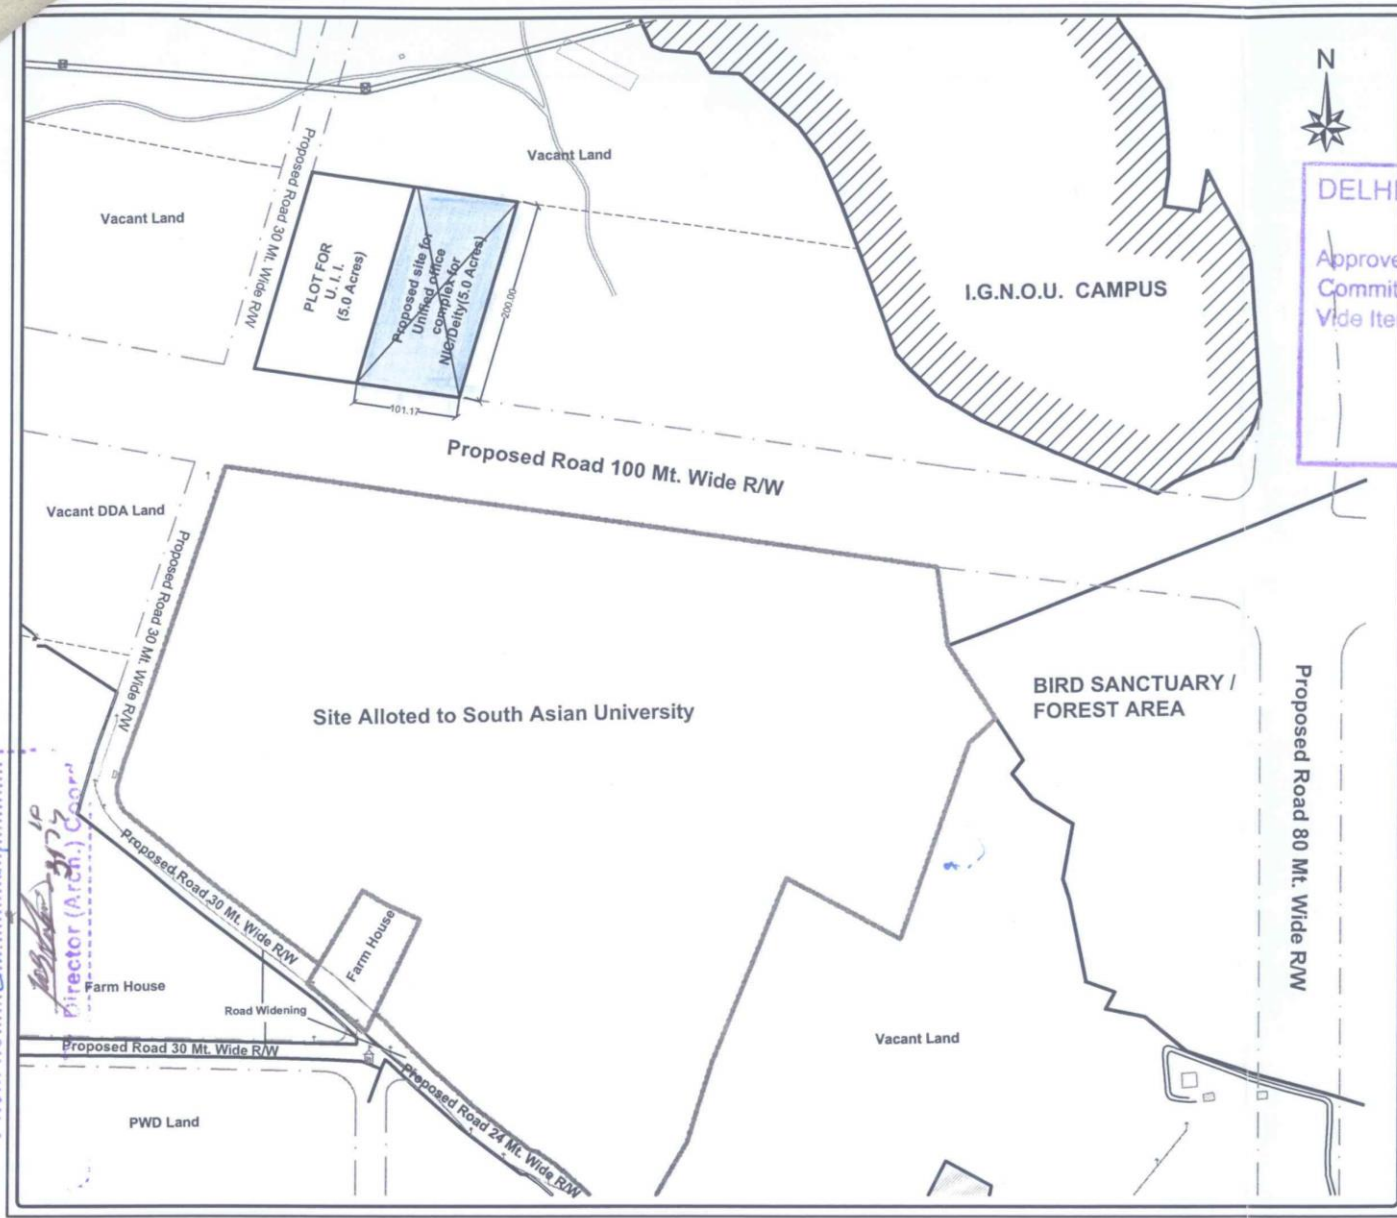 N
DELHI
Approve
Commit
Vide Ite
Proposed Road 30 Mt. Wide R/W
Vacant Land
Vacant Land
PLOT FOR
U. I. I.
(5.0 Acres)
Proposed site for
Unified office
complex for
NIC/Deity(5.0 Acres)
200.00
101.17
I.G.N.O.U. CAMPUS
Proposed Road 100 Mt. Wide R/W
Vacant DDA Land
Proposed Road 30 Mt. Wide R/W
Site Alloted to South Asian University
BIRD SANCTUARY /
FOREST AREA
Proposed Road 80 Mt. Wide R/W
Director (Arch.) Coord
Proposed Road 30 Mt. Wide R/W
Farm House
Farm House
Road Widening
Proposed Road 30 Mt. Wide R/W
Vacant Land
Proposed Road 24 Mt. Wide R/W
PWD Land